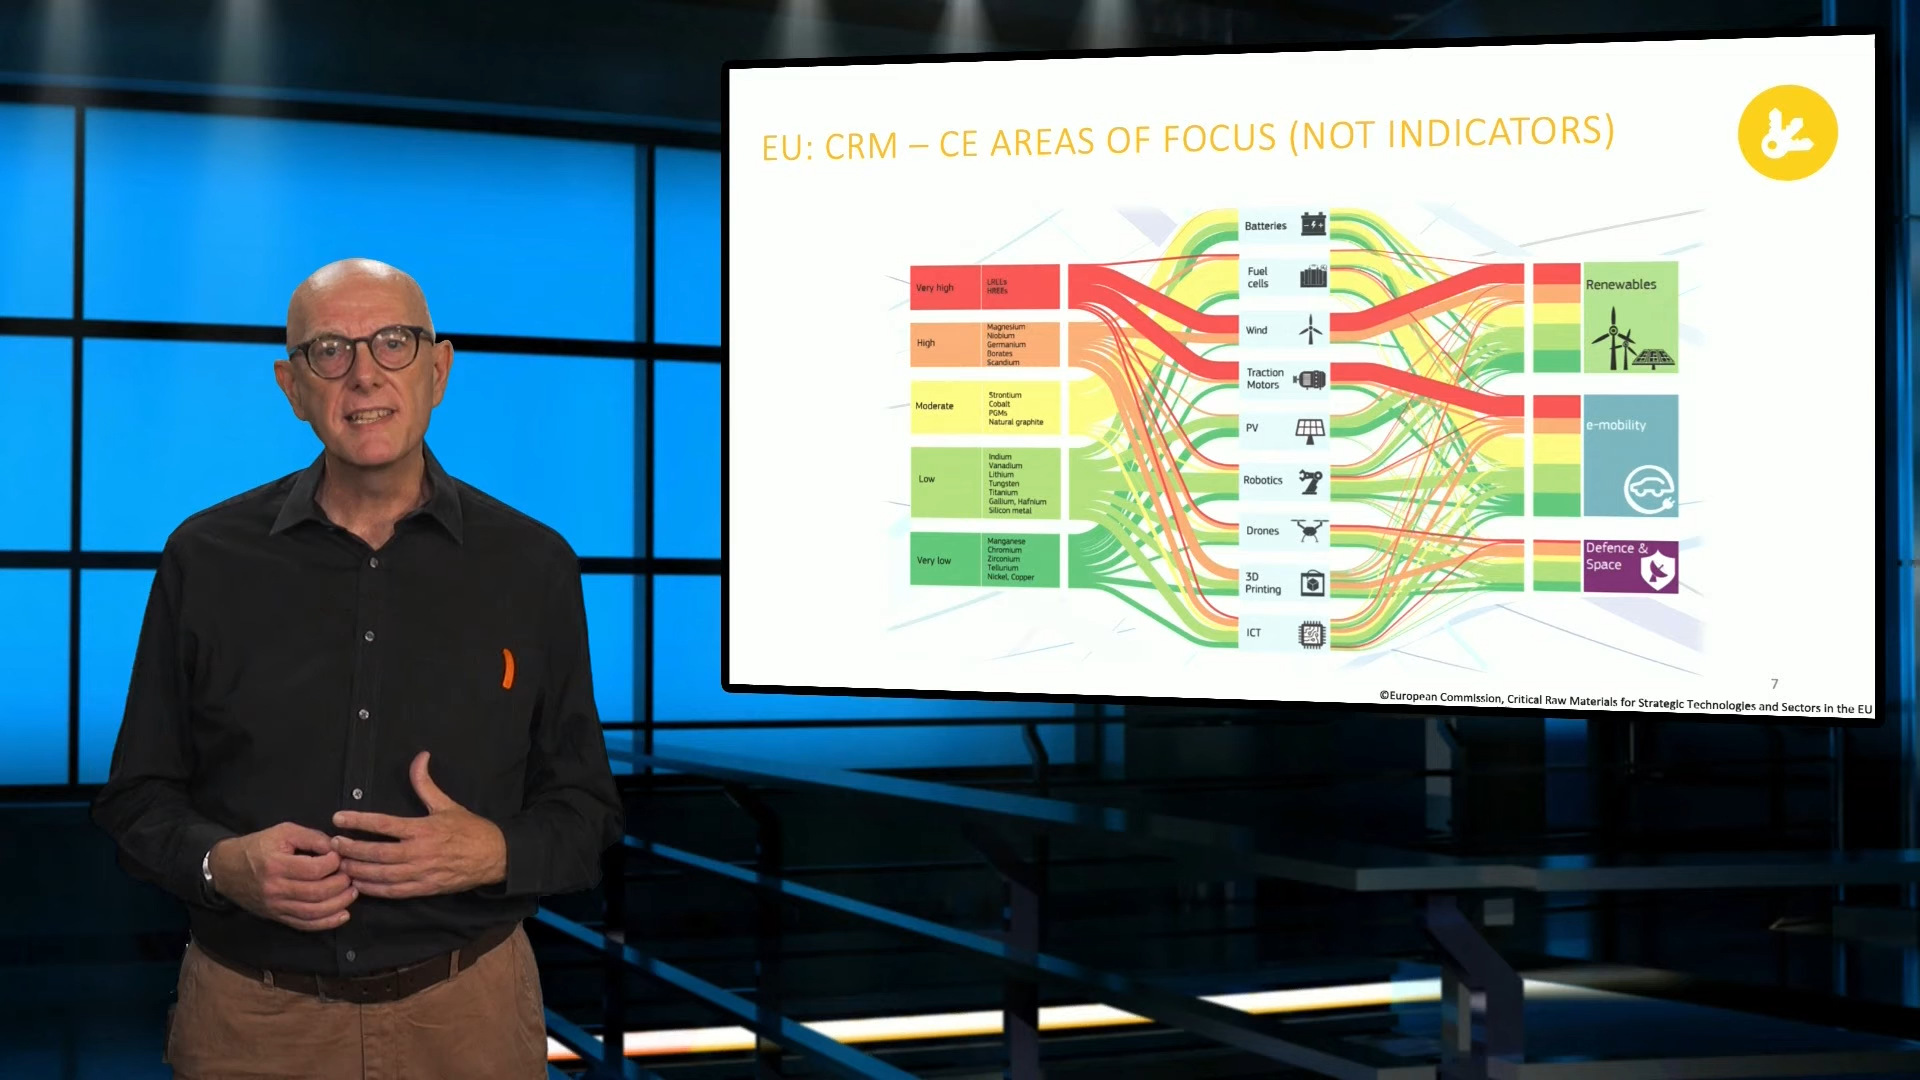 EU: CRM – CE AREAS OF FOCUS (NOT INDICATORS)
Very high
LREEs
HREEs
High
Magnesium
Niobium
Germanium
Borates
Scandium
Moderate
Strontium
Cobalt
PGMs
Natural graphite
Low
Indium
Vanadium
Lithium
Tungsten
Titanium
Gallium, Hafnium
Silicon metal
Very low
Manganese
Chromium
Zirconium
Tellurium
Nickel, Copper
Batteries
Fuel
cells
Wind
Traction
Motors
PV
Robotics
Drones
3D
Printing
ICT
Renewables
e-mobility
Defence &
Space
7
©European Commission, Critical Raw Materials for Strategic Technologies and Sectors in the EU